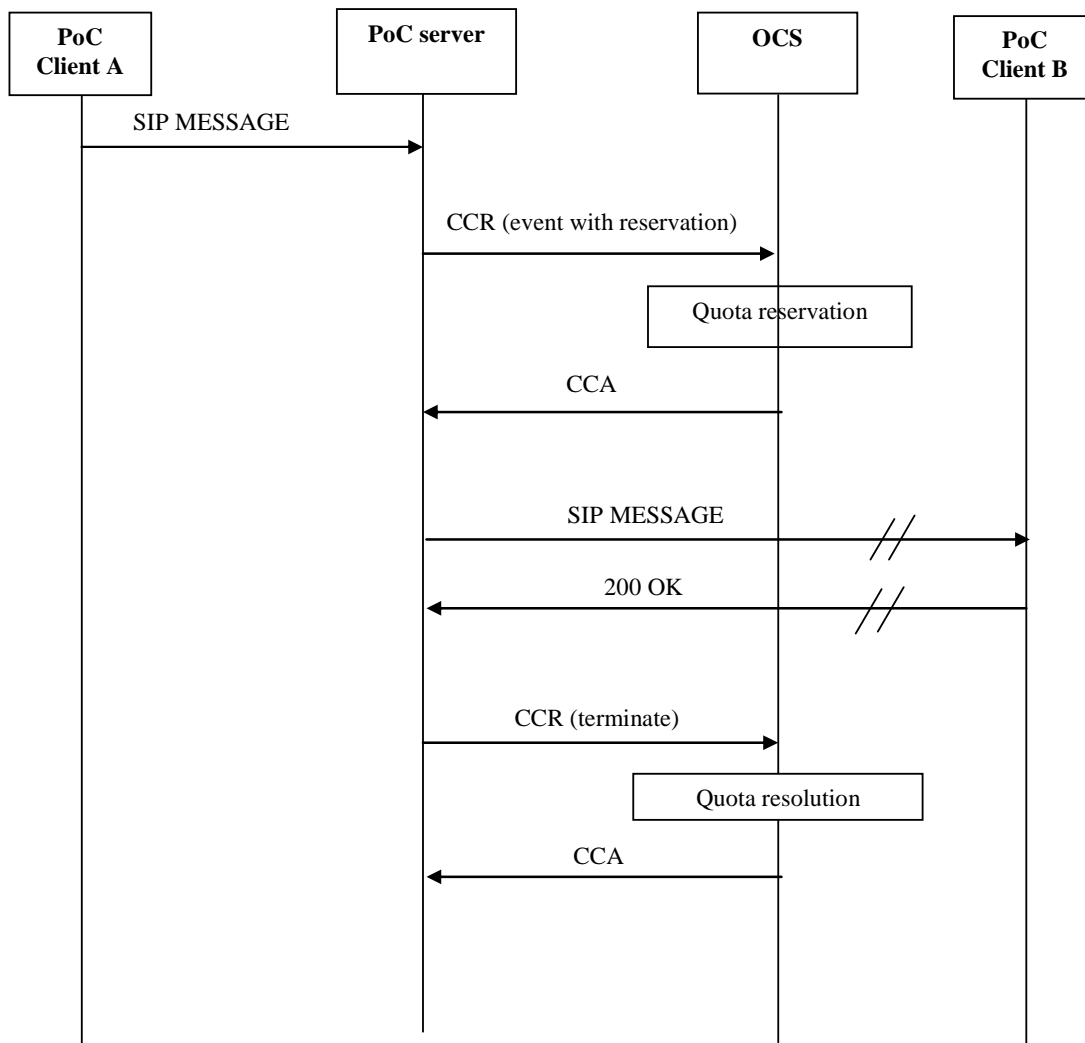 PoC
Client A
PoC server
OCS
PoC
Client B
SIP MESSAGE
CCR (event with reservation)
Quota reservation
CCA
SIP MESSAGE
200 OK
CCR (terminate)
Quota resolution
CCA